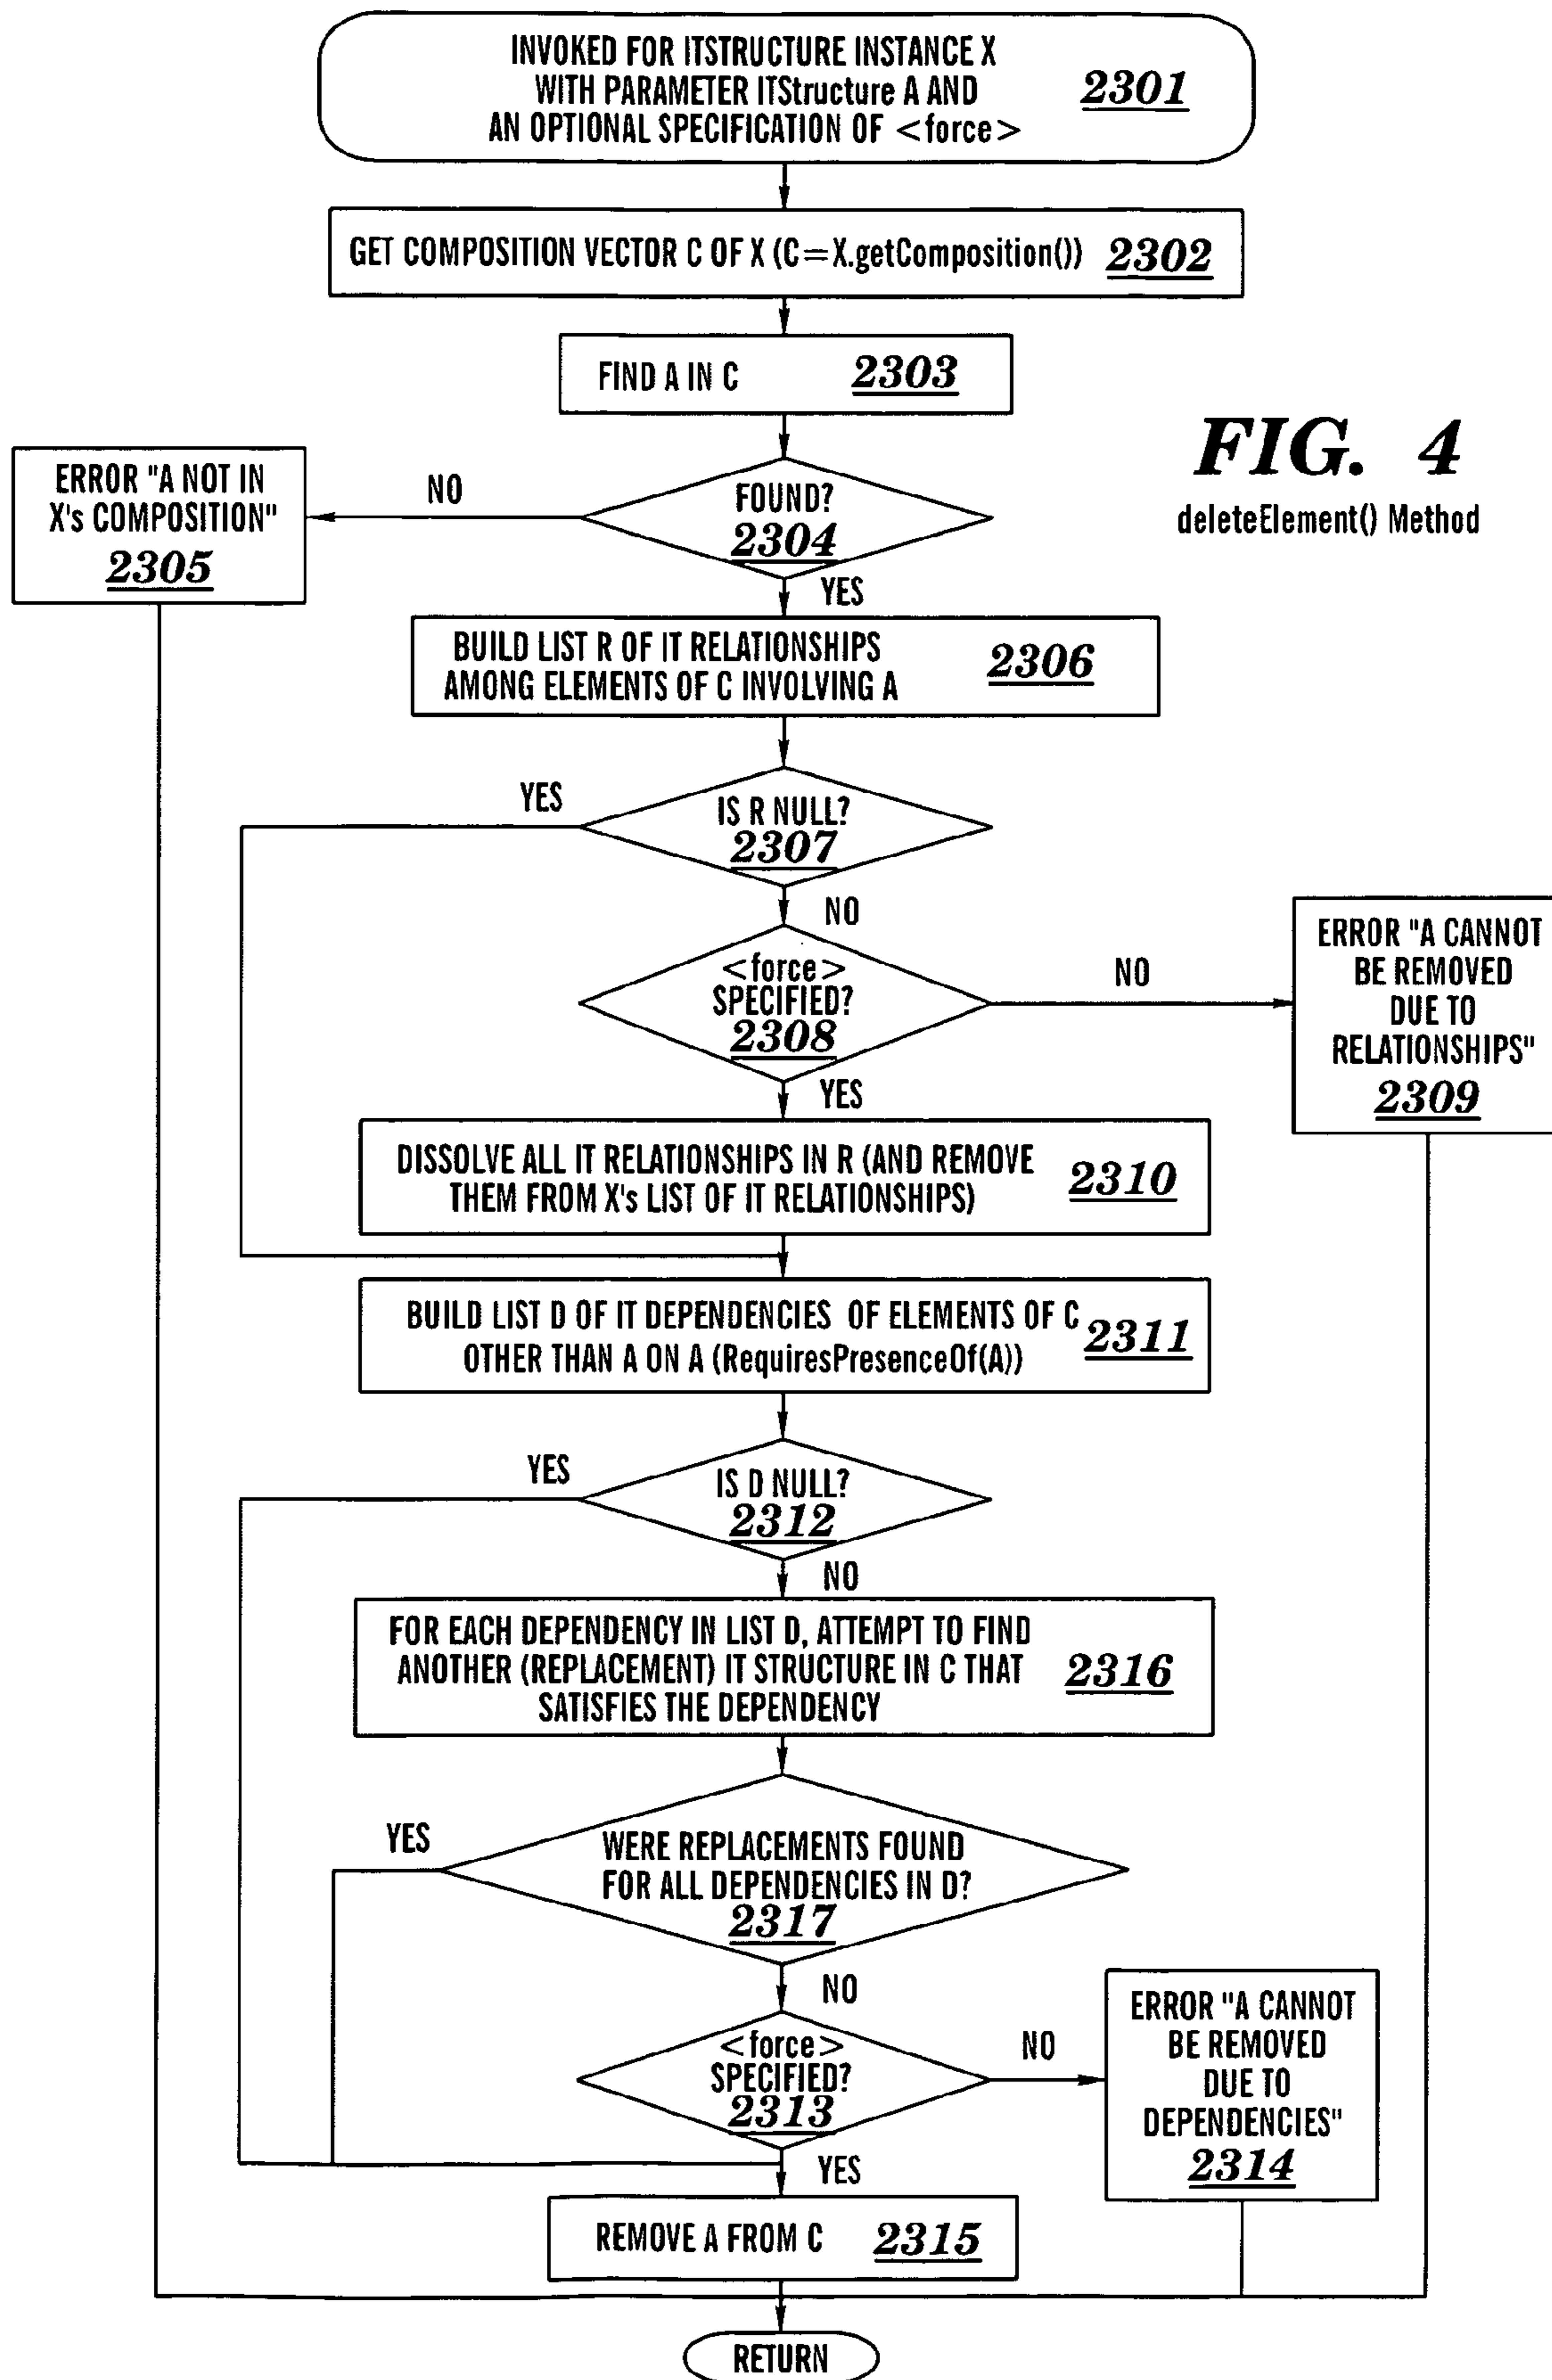 INVOKED FOR ITSTRUCTURE INSTANCE X
WITH PARAMETER ITStructure A AND
AN OPTIONAL SPECIFICATION OF <force>
2301
GET COMPOSITION VECTOR C OF X (C=X.getComposition()) 2302
FIND A IN C 2303
FIG. 4
deleteElement() Method
ERROR "A NOT IN
X's COMPOSITION"
2305
NO
FOUND?
2304
YES
BUILD LIST R OF IT RELATIONSHIPS
AMONG ELEMENTS OF C INVOLVING A
2306
YES
IS R NULL?
2307
NO
<force>
SPECIFIED?
2308
NO
ERROR "A CANNOT
BE REMOVED
DUE TO
RELATIONSHIPS"
2309
YES
DISSOLVE ALL IT RELATIONSHIPS IN R (AND REMOVE
THEM FROM X's LIST OF IT RELATIONSHIPS)
2310
BUILD LIST D OF IT DEPENDENCIES OF ELEMENTS OF C
OTHER THAN A ON A (RequiresPresenceOf(A))
2311
YES
IS D NULL?
2312
NO
FOR EACH DEPENDENCY IN LIST D, ATTEMPT TO FIND
ANOTHER (REPLACEMENT) IT STRUCTURE IN C THAT
SATISFIES THE DEPENDENCY
2316
YES
WERE REPLACEMENTS FOUND
FOR ALL DEPENDENCIES IN D?
2317
NO
<force>
SPECIFIED?
2313
NO
ERROR "A CANNOT
BE REMOVED
DUE TO
DEPENDENCIES"
2314
YES
REMOVE A FROM C 2315
RETURN